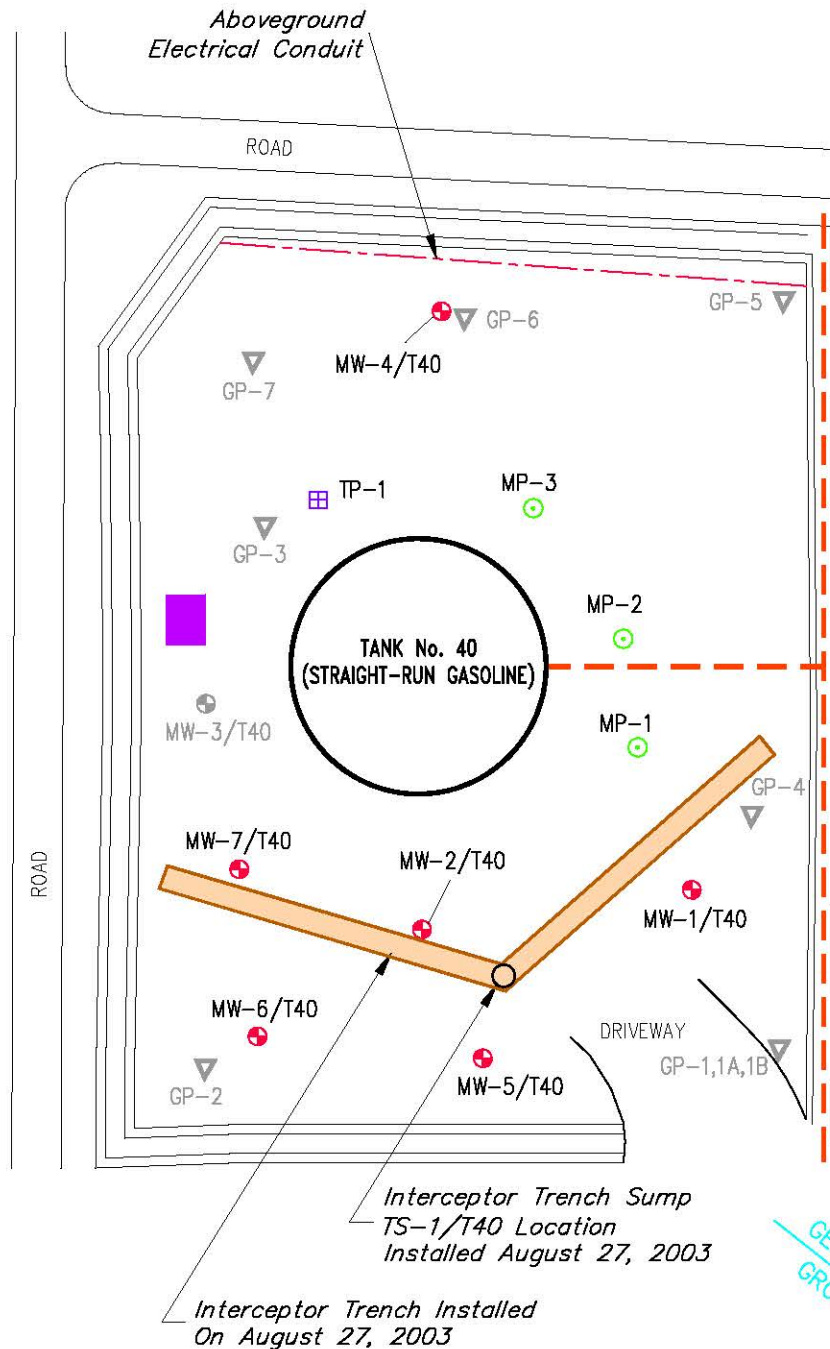 Aboveground
Electrical Conduit
ROAD
GP-5
GP-6
MW-4/T40
GP-7
TP-1
MP-3
GP-3
MP-2
TANK No. 40
(STRAIGHT-RUN GASOLINE)
MW-3/T40
MP-1
GP-4
MW-7/T40
MW-2/T40
ROAD
MW-1/T40
MW-6/T40
DRIVEWAY
GP-1,1A,1B
GP-2
MW-5/T40
Interceptor Trench Sump
TS-1/T40 Location
Installed August 27, 2003
Interceptor Trench Installed
On August 27, 2003